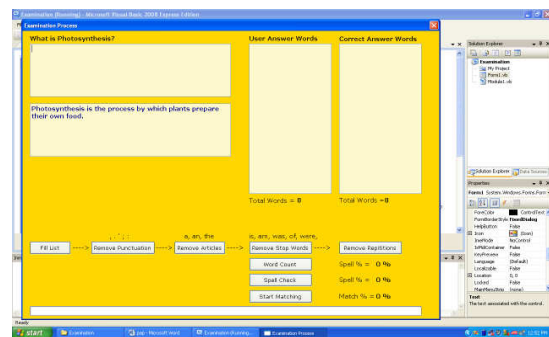 Examination (Running) - Microsoft Visual Basic 2008 Express Edition
Examination Process
What is Photosynthesis?
User Answer Words
Correct Answer Words
Photosynthesis is the process by which plants prepare
their own food.
Total Words = 0
Total Words =0
a, an, the
is, am, was, of, were,
Fill List
---->
Remove Punctuation
---->
Remove Articles
---->
Remove Stop Words
---->
Remove Repititions
Word Count
Spell % = 0 %
Spell Check
Spell % = 0 %
Start Matching
Match % = 0 %
Solution Explorer
Examination
My Project
Form1.vb
Module1.vb
Solution Explorer
Data Sources
Properties
Form1 System.Windows.Forms.Form
ForeColor ControlText
FormBorderStyle FixedDialog
HelpButton False
Icon (Icon)
ImeMode NoControl
IsMdiContainer False
KeyPreview False
Language (Default)
Localizable False
Location 0, 0
Locked False
MainMenuStrip (none)
Text
The text associated with the control.
Ready
start
Examination
Microsoft Word
Examination (Running...
Examination Process
12:51 PM